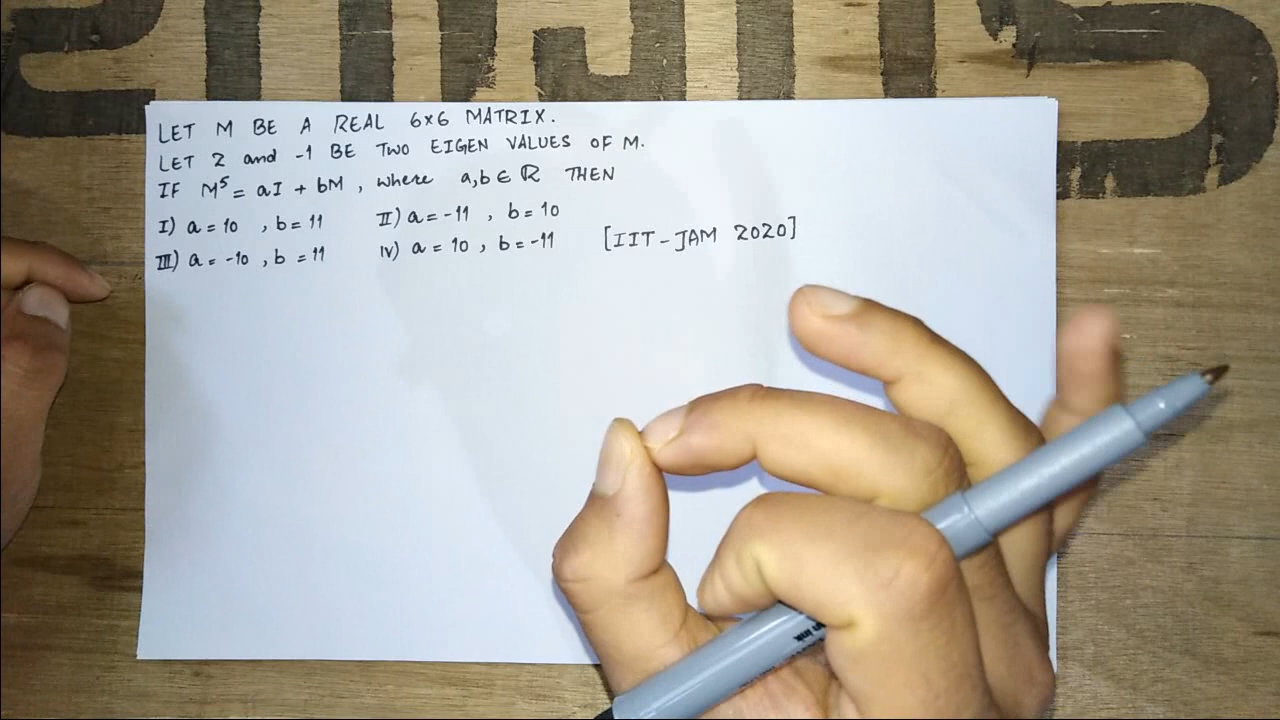 LET M BE A REAL 6×6 MATRIX.
LET 2 and -1 BE TWO EIGEN VALUES OF M.
IF M⁵ = aI + bM , where a,b ∈ ℝ THEN
I) a = 10 , b = 11 II) a = -11 , b = 10
III) a = -10 , b = 11 IV) a = 10 , b = -11 [IIT-JAM 2020]